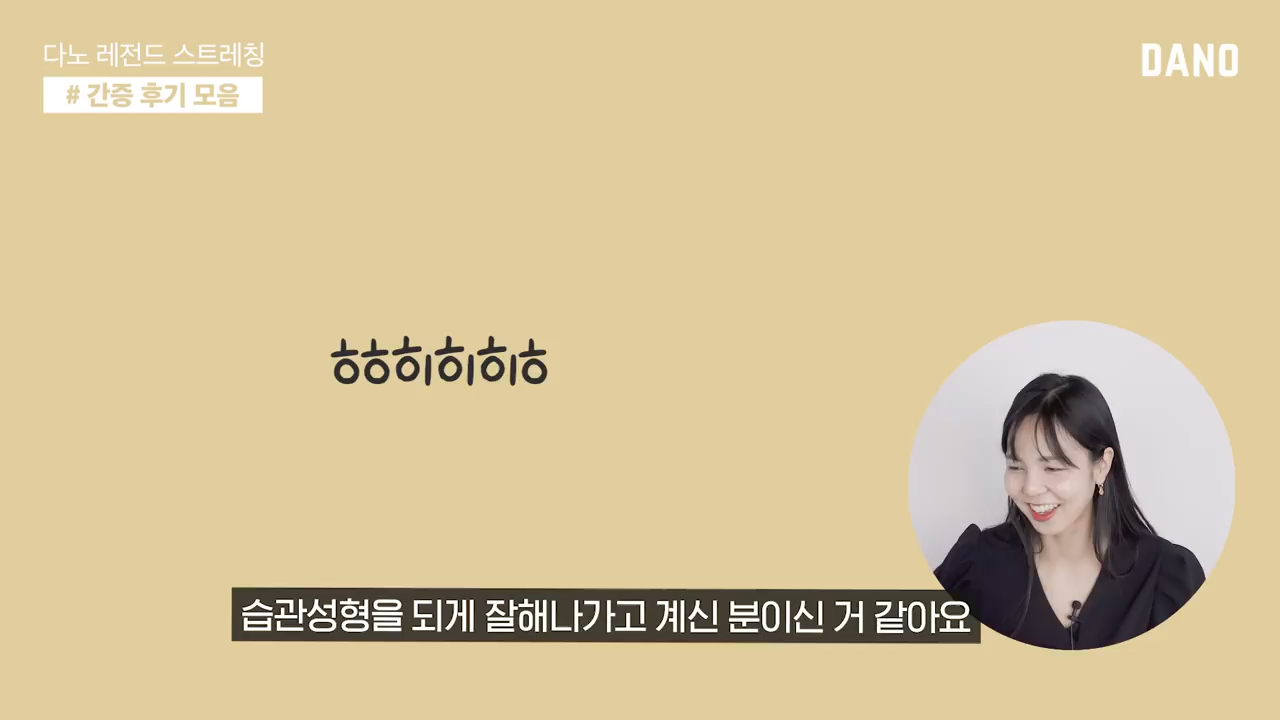 다노 레전드 스트레칭
DANO
# 간증 후기 모음
ㅎㅎ히히히ㅎ
습관성형을 되게 잘해나가고 계신 분이신 거 같아요